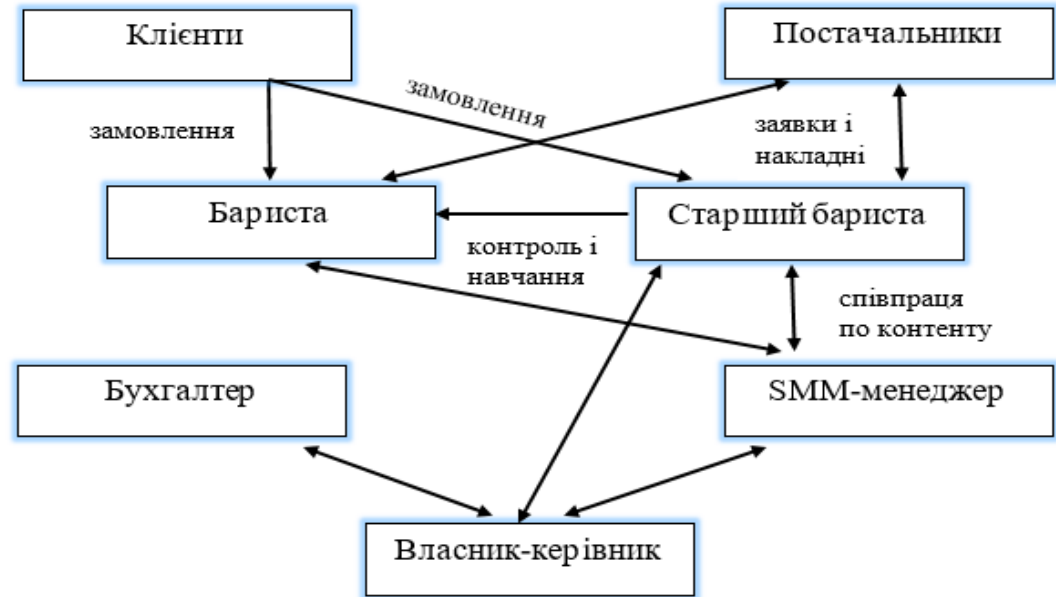 Клієнти
Постачальники
замовлення
замовлення
заявки і
накладні
Бариста
Старший бариста
контроль і
навчання
співпраця
по контенту
Бухгалтер
SMM-менеджер
Власник-керівник